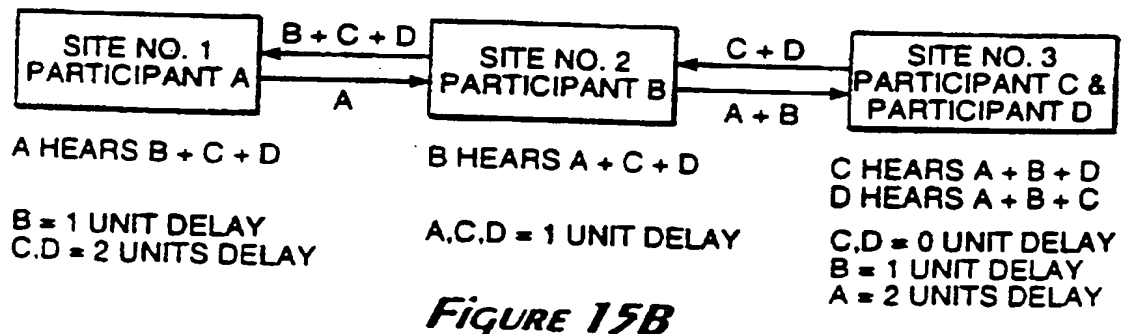 SITE NO. 1
PARTICIPANT A
B + C + D
A
SITE NO. 2
PARTICIPANT B
C + D
A + B
SITE NO. 3
PARTICIPANT C &
PARTICIPANT D
A HEARS B + C + D
B = 1 UNIT DELAY
C,D = 2 UNITS DELAY
B HEARS A + C + D
A,C,D = 1 UNIT DELAY
C HEARS A + B + D
D HEARS A + B + C
C,D = 0 UNIT DELAY
B = 1 UNIT DELAY
A = 2 UNITS DELAY
FIGURE 15B